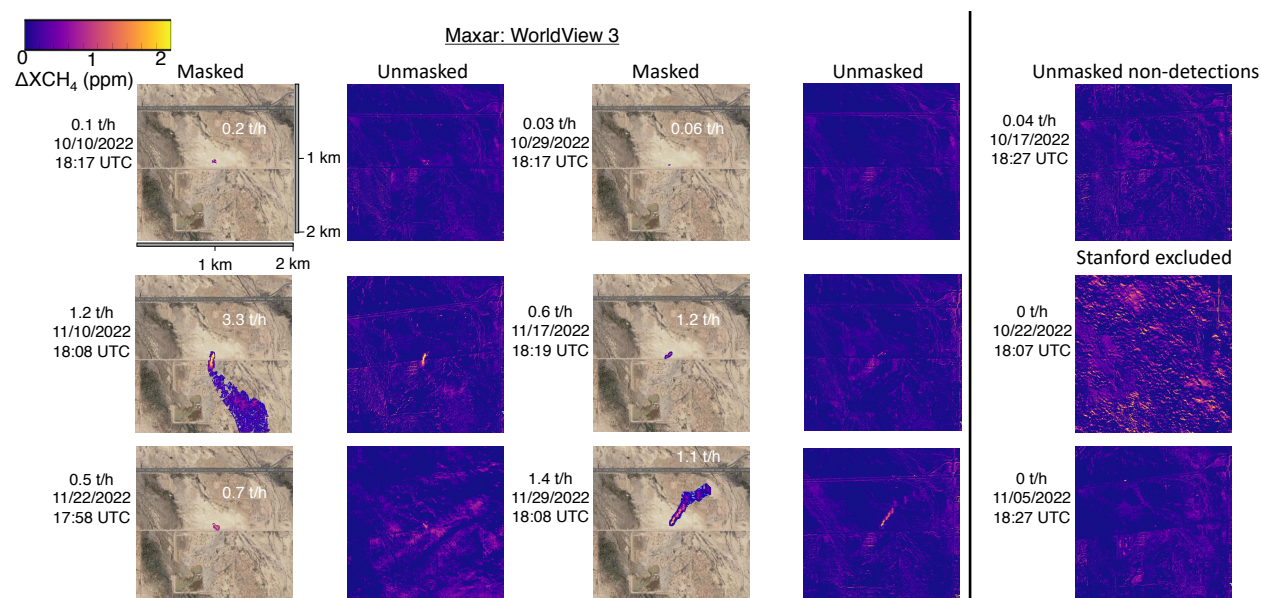 Maxar: WorldView 3
0 1 2
ΔXCH₄ (ppm)
Masked
Unmasked
Masked
Unmasked
Unmasked non-detections
0.1 t/h
10/10/2022
18:17 UTC
0.2 t/h
1 km
2 km
1 km 2 km
0.03 t/h
10/29/2022
18:17 UTC
0.06 t/h
0.04 t/h
10/17/2022
18:27 UTC
1.2 t/h
11/10/2022
18:08 UTC
3.3 t/h
0.6 t/h
11/17/2022
18:19 UTC
1.2 t/h
Stanford excluded
0 t/h
10/22/2022
18:07 UTC
0.5 t/h
11/22/2022
17:58 UTC
0.7 t/h
1.4 t/h
11/29/2022
18:08 UTC
1.1 t/h
0 t/h
11/05/2022
18:27 UTC